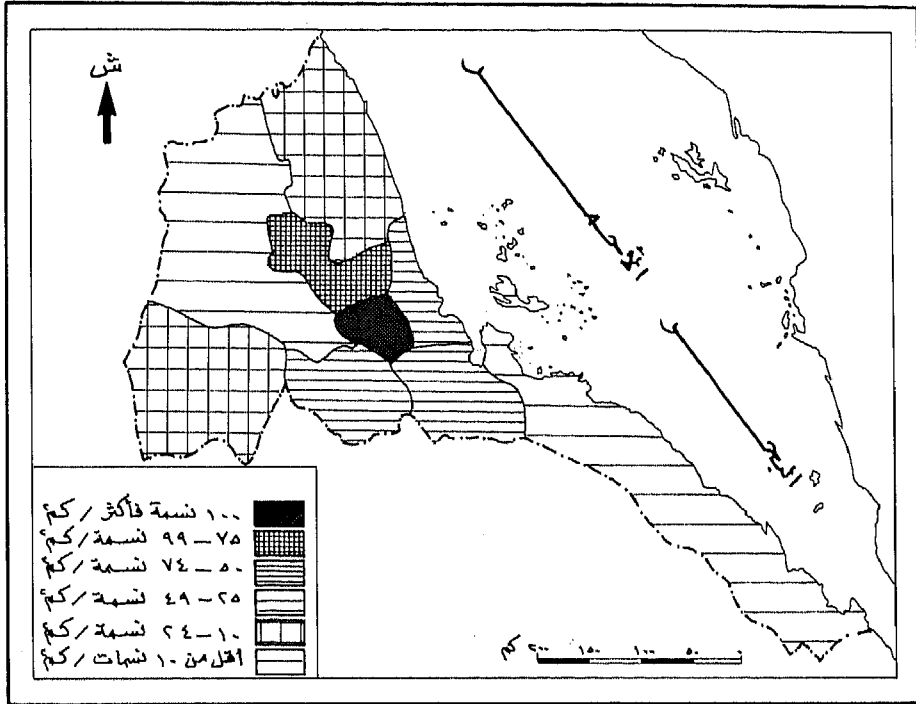 ش
البحر
الأحمر
١٠٠ نسمة فأكثر / كم٢
٧٥ – ٩٩ نسمة / كم٢
٥٠ – ٧٤ نسمة / كم٢
٢٥ – ٤٩ نسمة / كم٢
١٠ – ٢٤ نسمة / كم٢
أقل من ١٠ نسمات / كم٢
كم ٢٠٠ ١٥٠ ١٠٠ ٥٠ ٠